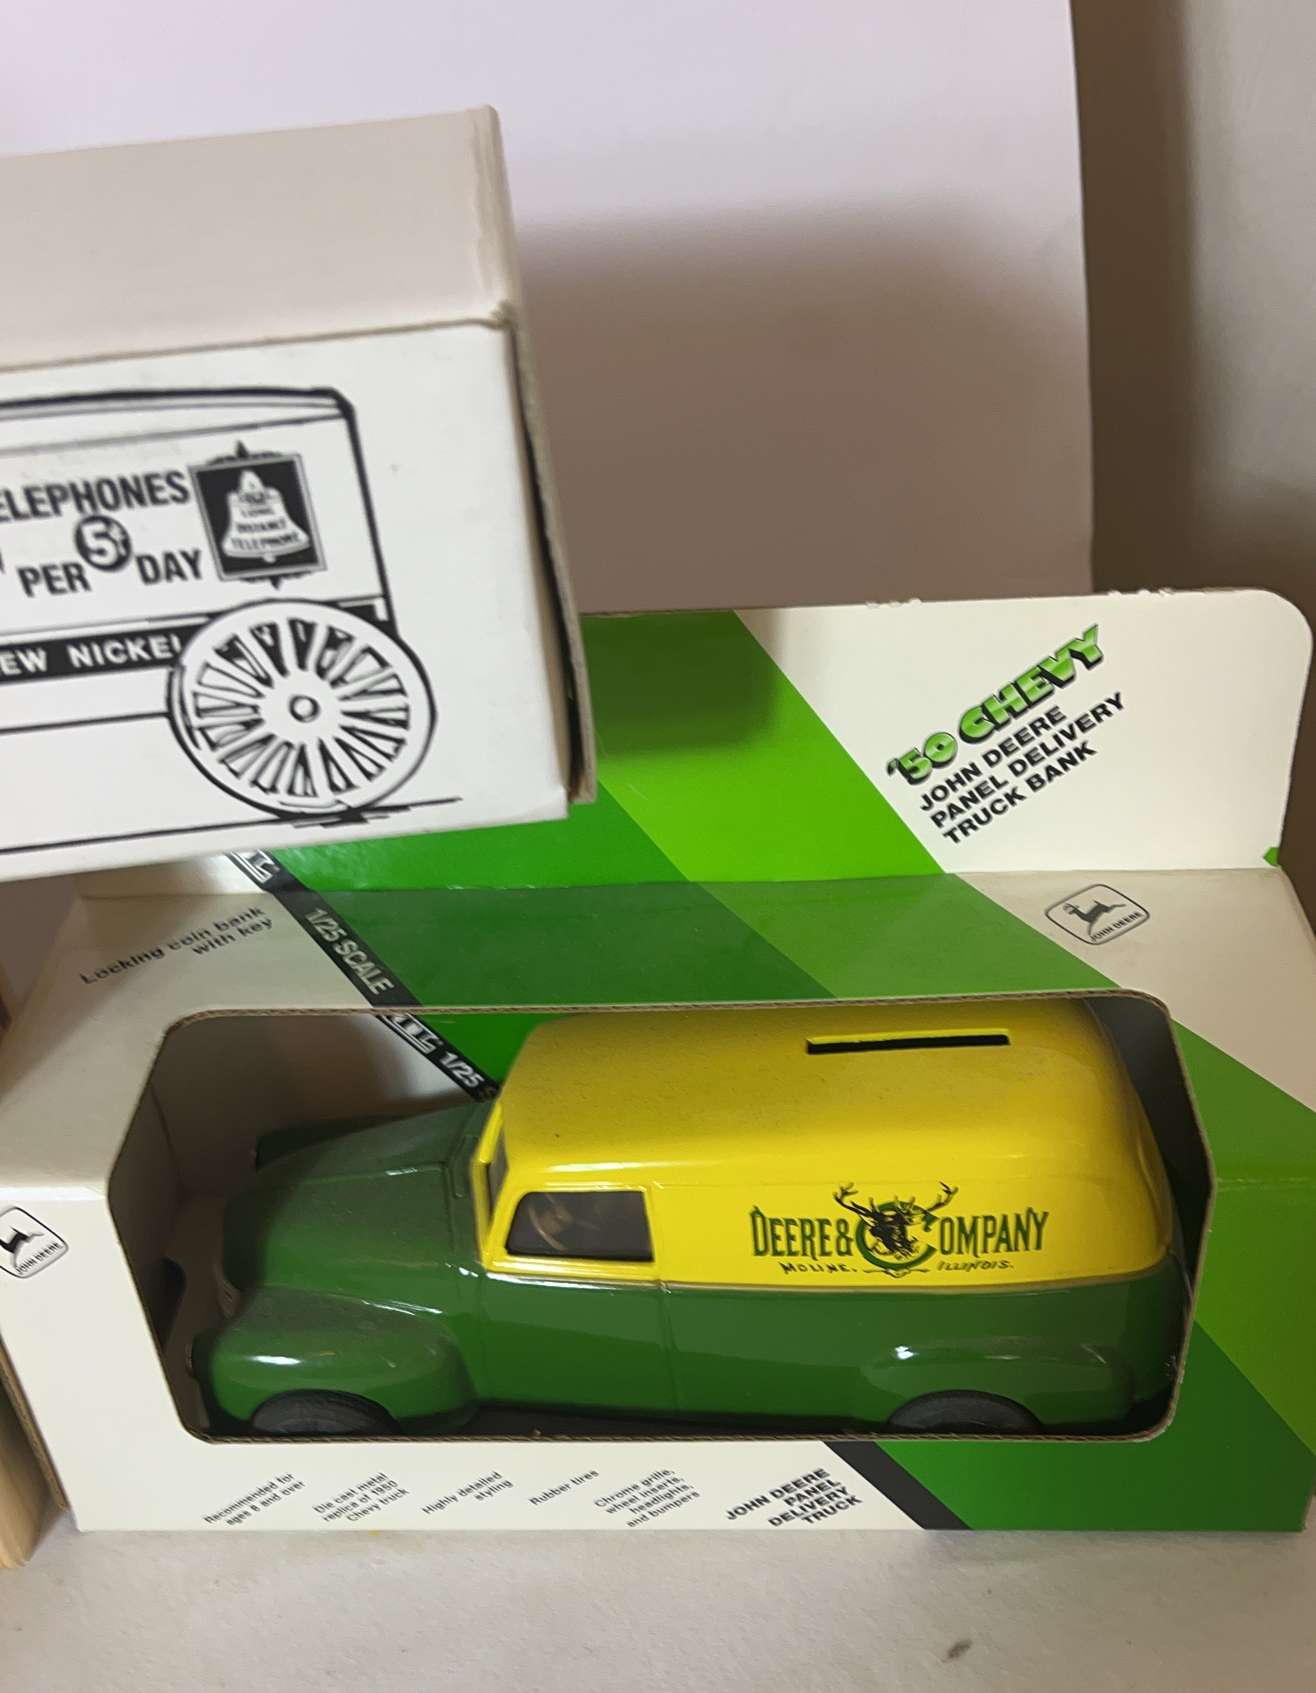 ELEPHONES
PER 5¢ DAY
LONG
DISTANCE
TELEPHONE
EW NICKEL
'50 CHEVY
JOHN DEERE
PANEL DELIVERY
TRUCK BANK
JOHN DEERE
Locking coin bank
with key
1/25 SCALE
1/25 S
DEERE & COMPANY
MOLINE, ILLINOIS.
JOHN DEERE
Recommended for
ages 8 and over
Die cast metal
replica of 1950
Chevy truck
Highly detailed
styling
Rubber tires
Chrome grille,
wheel inserts,
headlights,
and bumpers
JOHN DEERE
PANEL
DELIVERY
TRUCK